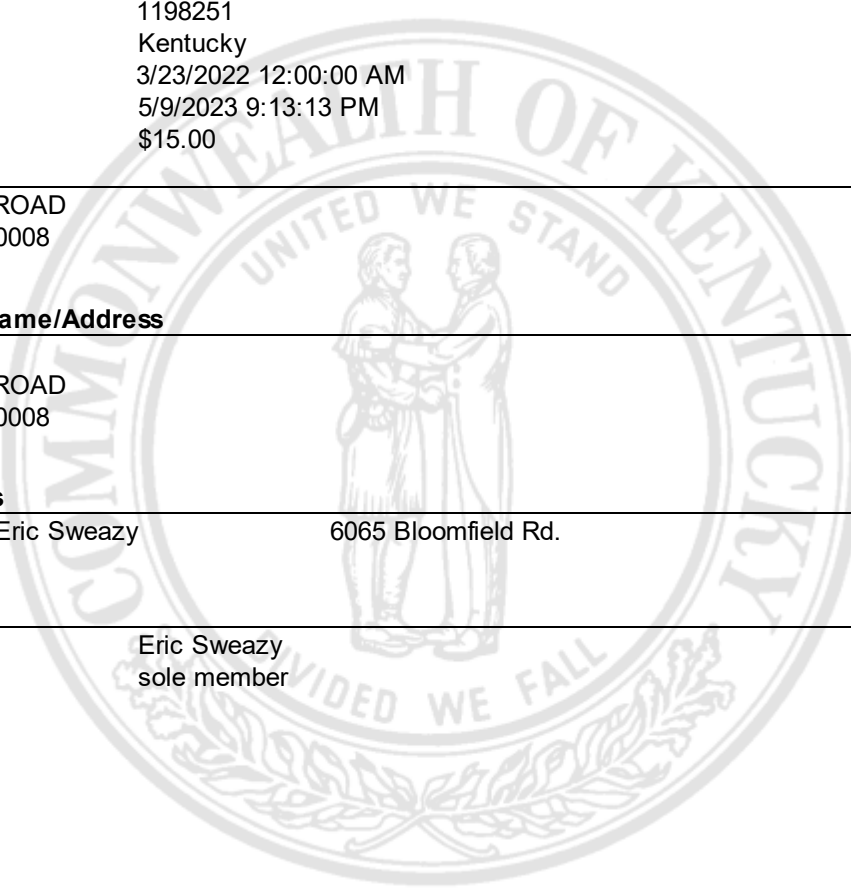 1198251
Kentucky
3/23/2022 12:00:00 AM
5/9/2023 9:13:13 PM
$15.00
ROAD
0008
ame/Address
ROAD
0008
s
Eric Sweazy 6065 Bloomfield Rd.
Eric Sweazy
sole member
COMMONWEALTH OF KENTUCKY
UNITED WE STAND
DIVIDED WE FALL